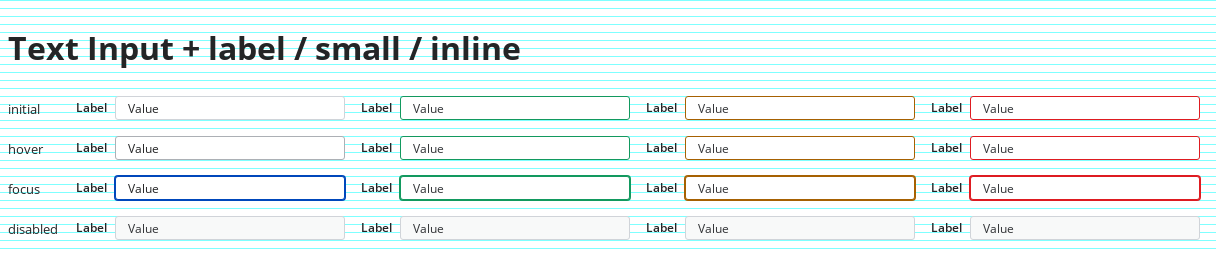 Text Input + label / small / inline
initial Label Value Label Value Label Value Label Value
hover Label Value Label Value Label Value Label Value
focus Label Value Label Value Label Value Label Value
disabled Label Value Label Value Label Value Label Value